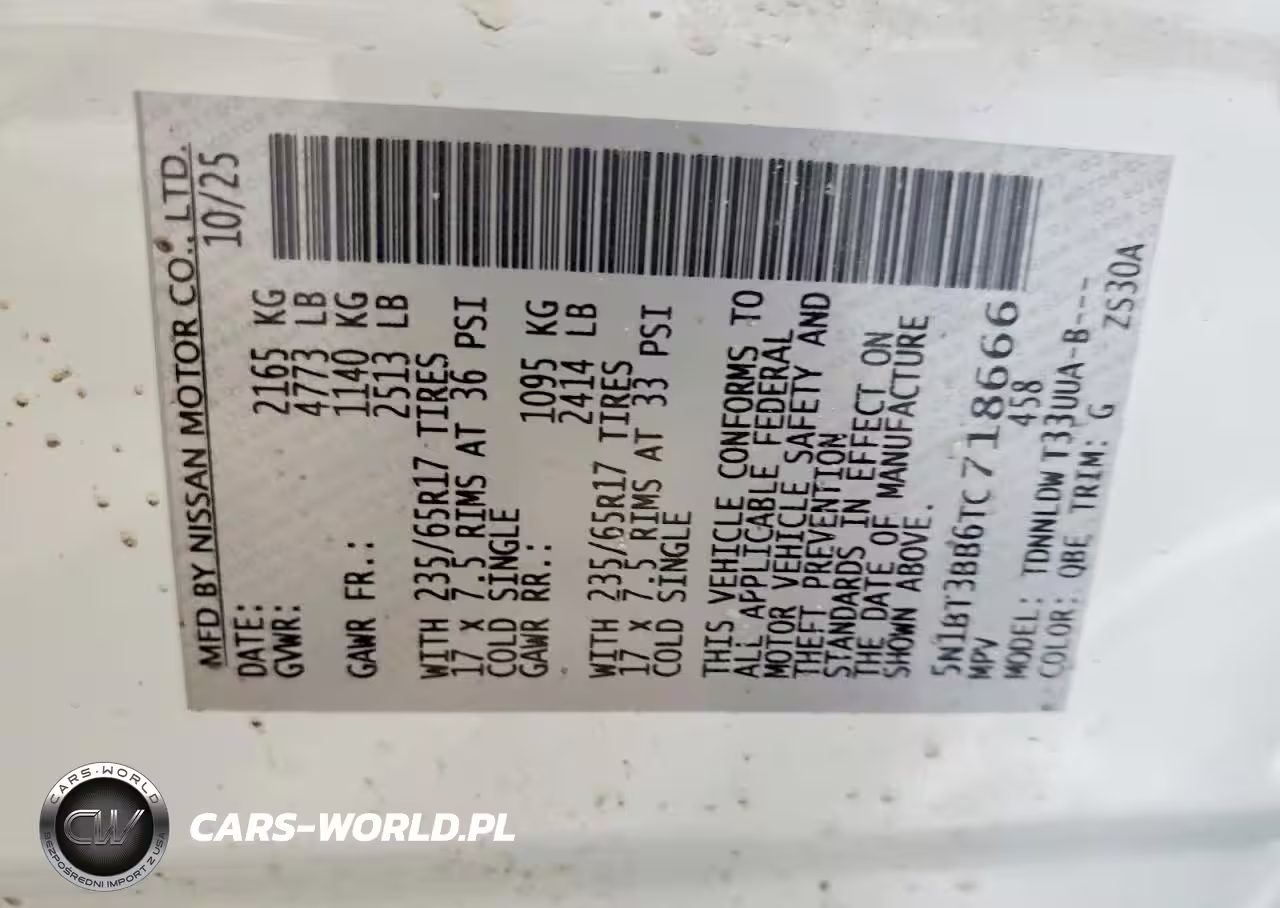 MFD BY NISSAN MOTOR CO., LTD.
DATE: 10/25
GVWR: 2165 KG
4773 LB
GAWR FR.: 1140 KG
2513 LB
WITH 235/65R17 TIRES
17 X 7.5 RIMS AT 36 PSI
COLD SINGLE
GAWR RR.: 1095 KG
2414 LB
WITH 235/65R17 TIRES
17 X 7.5 RIMS AT 33 PSI
COLD SINGLE
THIS VEHICLE CONFORMS TO
ALL APPLICABLE FEDERAL
MOTOR VEHICLE SAFETY AND
THEFT PREVENTION
STANDARDS IN EFFECT ON
THE DATE OF MANUFACTURE
SHOWN ABOVE.
5N1BT3BB6TC718666
MPV 458
MODEL: TDNNLDWT33UUA-B---
COLOR: QBE TRIM: G ZS30A
CARS-WORLD
CW
BEZPOŚREDNI IMPORT Z USA
CARS-WORLD.PL